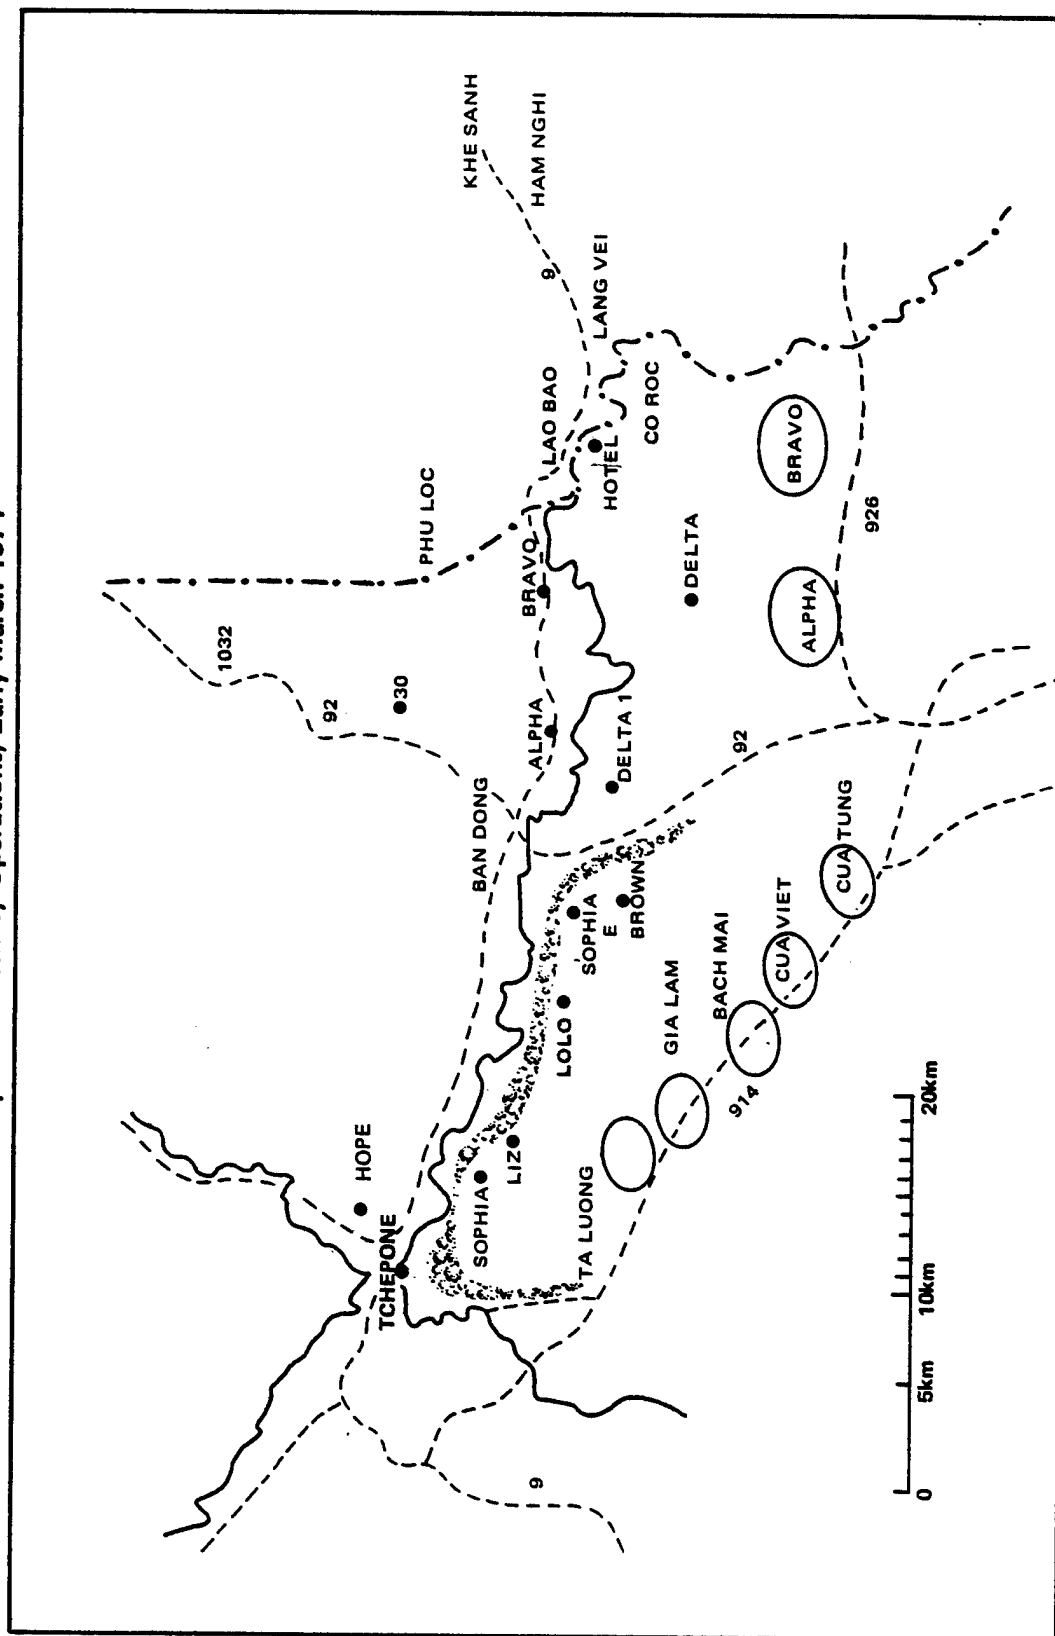 KHE SANH
HAM NGHI
9
LANG VEI
LAO BAO
CO ROC
HOTEL
PHU LOC
BRAVO
BRAVO
926
DELTA
ALPHA
1032
92
30
ALPHA
DELTA 1
92
BAN DONG
CUA TUNG
SOPHIA
E
BROWN
CUA VIET
BACH MAI
LOLO
GIA LAM
914
HOPE
LIZ
SOPHIA
TA LUONG
TCHEPONE
9
0
5km
10km
20km